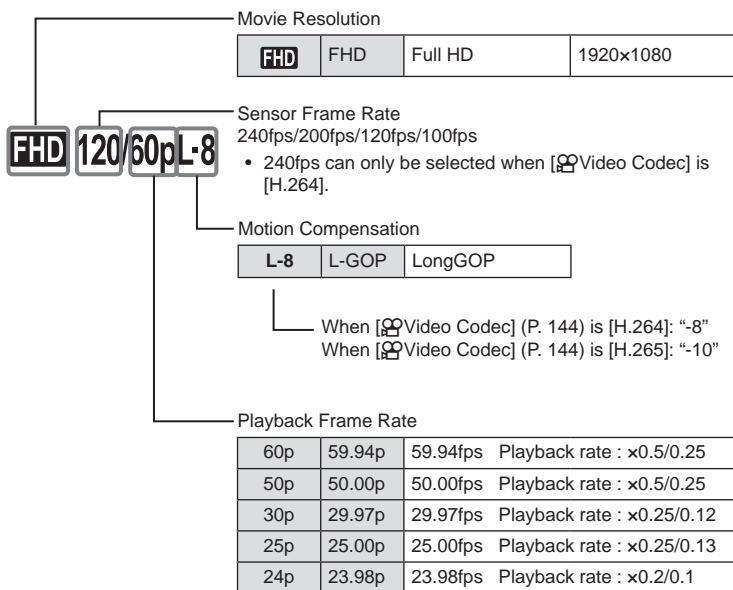 Movie Resolution
FHD FHD Full HD 1920×1080
Sensor Frame Rate
240fps/200fps/120fps/100fps
• 240fps can only be selected when [Video Codec] is
[H.264].
FHD 120/60pL-8
Motion Compensation
L-8 L-GOP LongGOP
When [Video Codec] (P. 144) is [H.264]: “-8”
When [Video Codec] (P. 144) is [H.265]: “-10”
Playback Frame Rate
60p 59.94p 59.94fps Playback rate : ×0.5/0.25
50p 50.00p 50.00fps Playback rate : ×0.5/0.25
30p 29.97p 29.97fps Playback rate : ×0.25/0.12
25p 25.00p 25.00fps Playback rate : ×0.25/0.13
24p 23.98p 23.98fps Playback rate : ×0.2/0.1